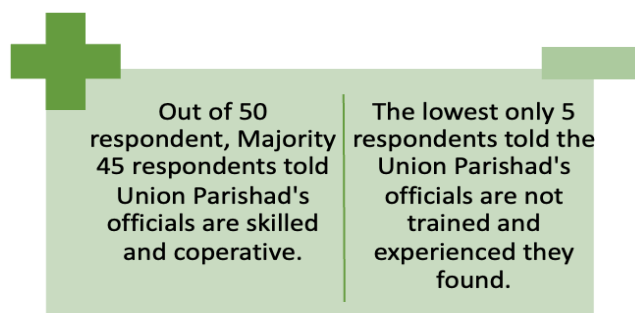 Out of 50
respondent, Majority
45 respondents told
Union Parishad's
officials are skilled
and coperative.
The lowest only 5
respondents told the
Union Parishad's
officials are not
trained and
experienced they
found.